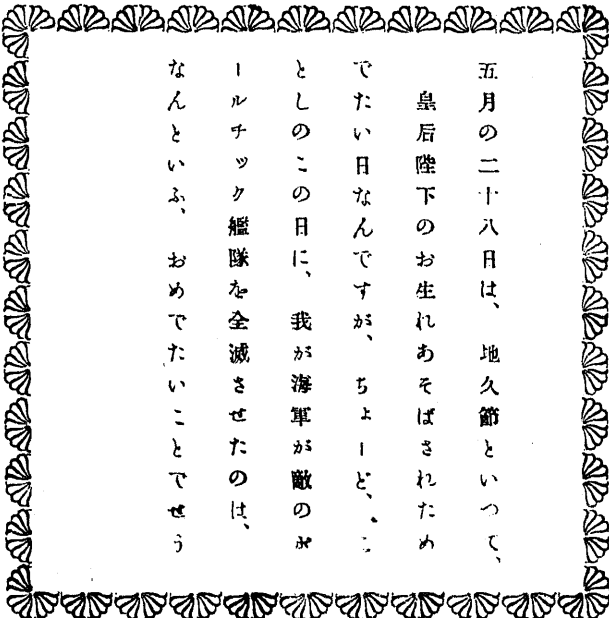 五月の二十八日は、地久節といつて、
皇后陛下のお生れあそばされため
でたい日なんですが、ちょーど、こ
としのこの日に、我が海軍が敵のバ
ールチック艦隊を全滅させたのは、
なんといふ、おめでたいことでせう